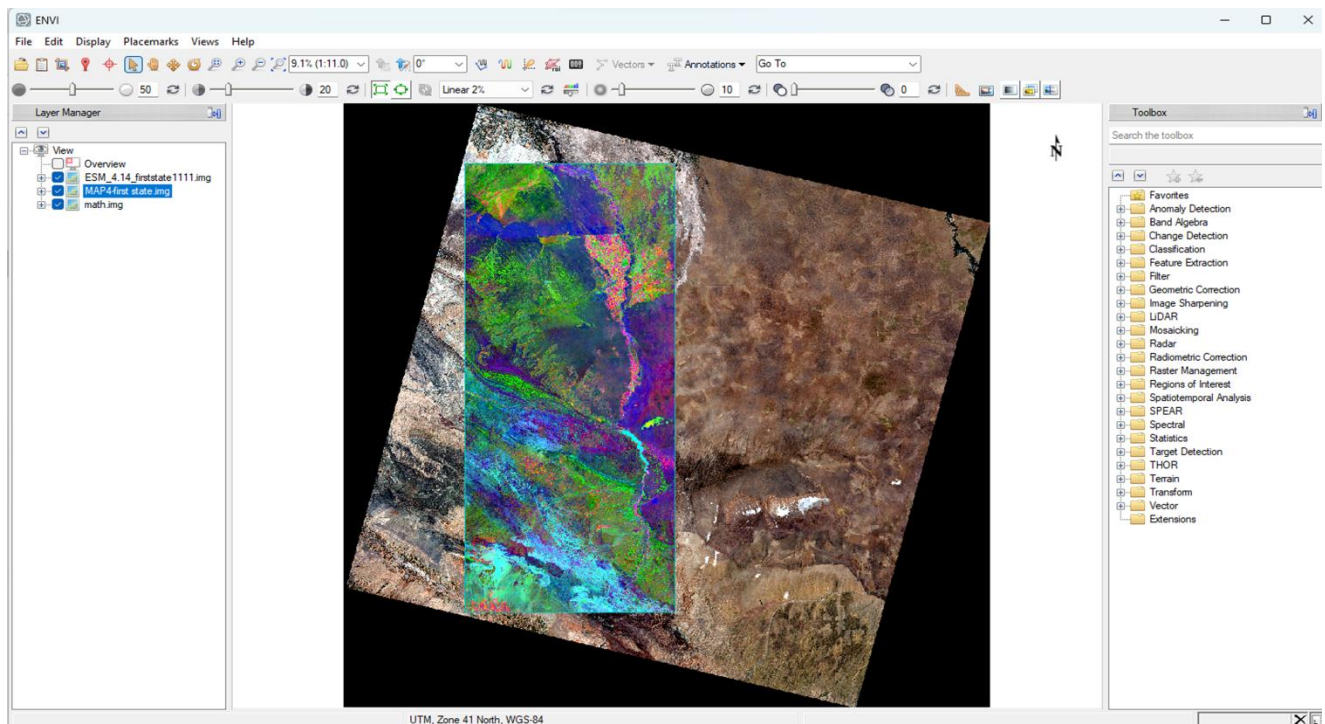 ENVI
File Edit Display Placemarks Views Help
9.1% (1:11.0) 0° Vectors Annotations Go To
50 20 Linear 2% 10 0
Layer Manager
View
Overview
ESM_4.14_firststate1111.img
MAP4-first state.img
math.img
N
Toolbox
Search the toolbox
Favorites
Anomaly Detection
Band Algebra
Change Detection
Classification
Feature Extraction
Filter
Geometric Correction
Image Sharpening
LiDAR
Mosaicking
Radar
Radiometric Correction
Raster Management
Regions of Interest
Spatiotemporal Analysis
SPEAR
Spectral
Statistics
Target Detection
THOR
Terrain
Transform
Vector
Extensions
UTM, Zone 41 North, WGS-84